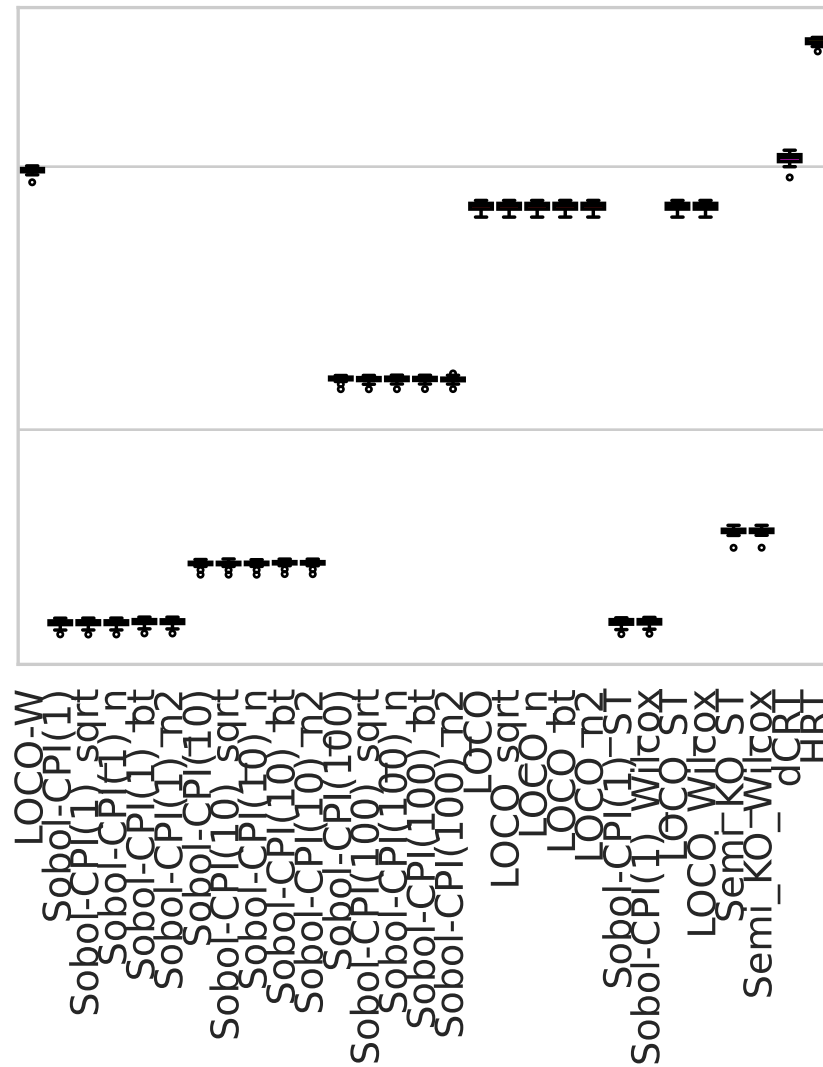 LOCO-W
Sobol-CPI(1)
Sobol-CPI(1)_sqrt
Sobol-CPI(1)_n
Sobol-CPI(1)_bt
Sobol-CPI(1)_n2
Sobol-CPI(10)
Sobol-CPI(10)_sqrt
Sobol-CPI(10)_n
Sobol-CPI(10)_bt
Sobol-CPI(10)_n2
Sobol-CPI(100)
Sobol-CPI(100)_sqrt
Sobol-CPI(100)_n
Sobol-CPI(100)_bt
Sobol-CPI(100)_n2
LOCO
LOCO_sqrt
LOCO_n
LOCO_bt
LOCO_n2
Sobol-CPI(1)_ST
Sobol-CPI(1)_Wilcox
LOCO_ST
LOCO_Wilcox
Semi_KO_ST
Semi_KO_Wilcox
dCRT
HRT